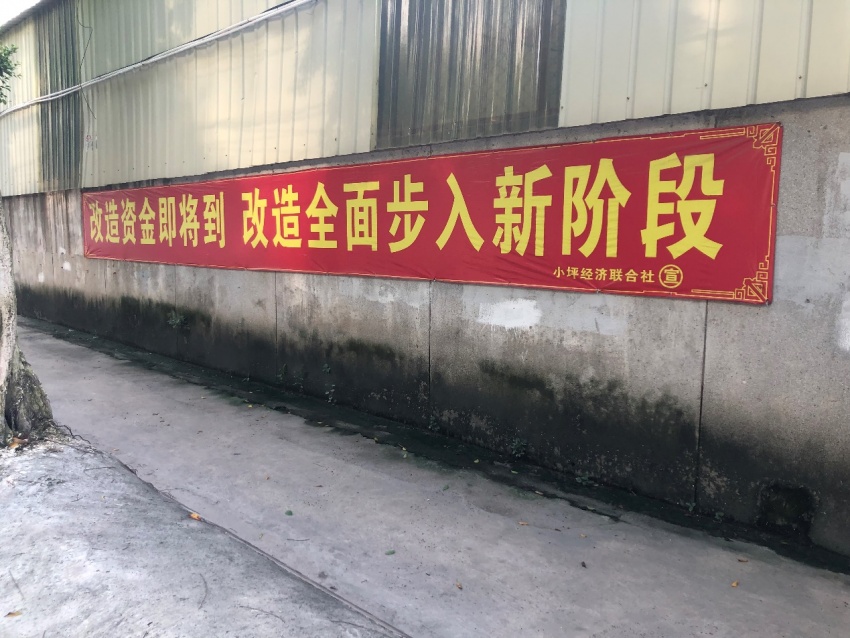 改造资金即将到 改造全面步入新阶段
小坪经济联合社 宣